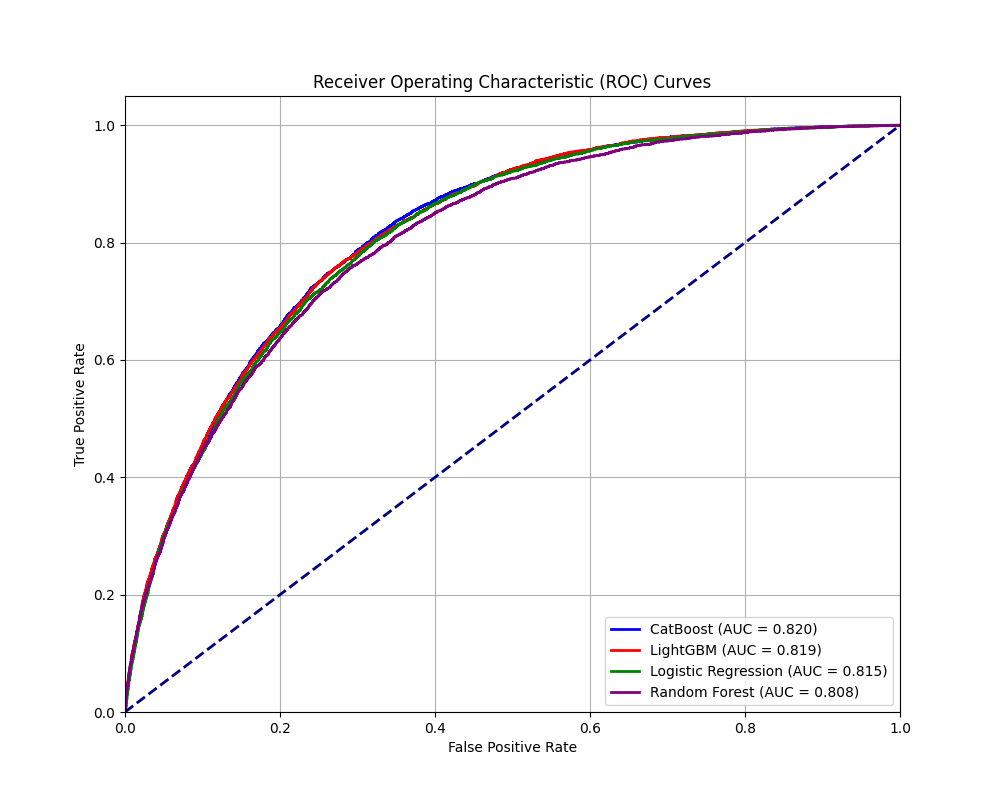 Receiver Operating Characteristic (ROC) Curves
True Positive Rate
1.0
0.8
0.6
0.4
0.2
0.0
0.0 0.2 0.4 0.6 0.8 1.0
False Positive Rate
CatBoost (AUC = 0.820)
LightGBM (AUC = 0.819)
Logistic Regression (AUC = 0.815)
Random Forest (AUC = 0.808)